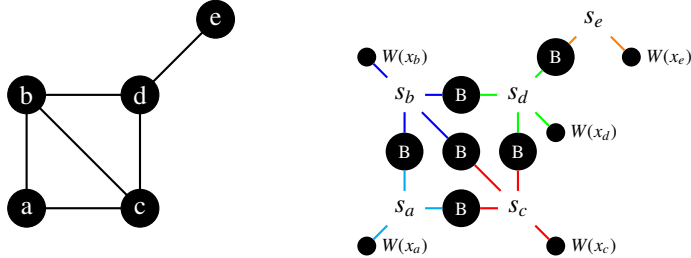 e
b
d
a
c
s_e
W(x_b)
B
W(x_e)
s_b
B
s_d
W(x_d)
B
B
B
s_a
B
s_c
W(x_a)
W(x_c)